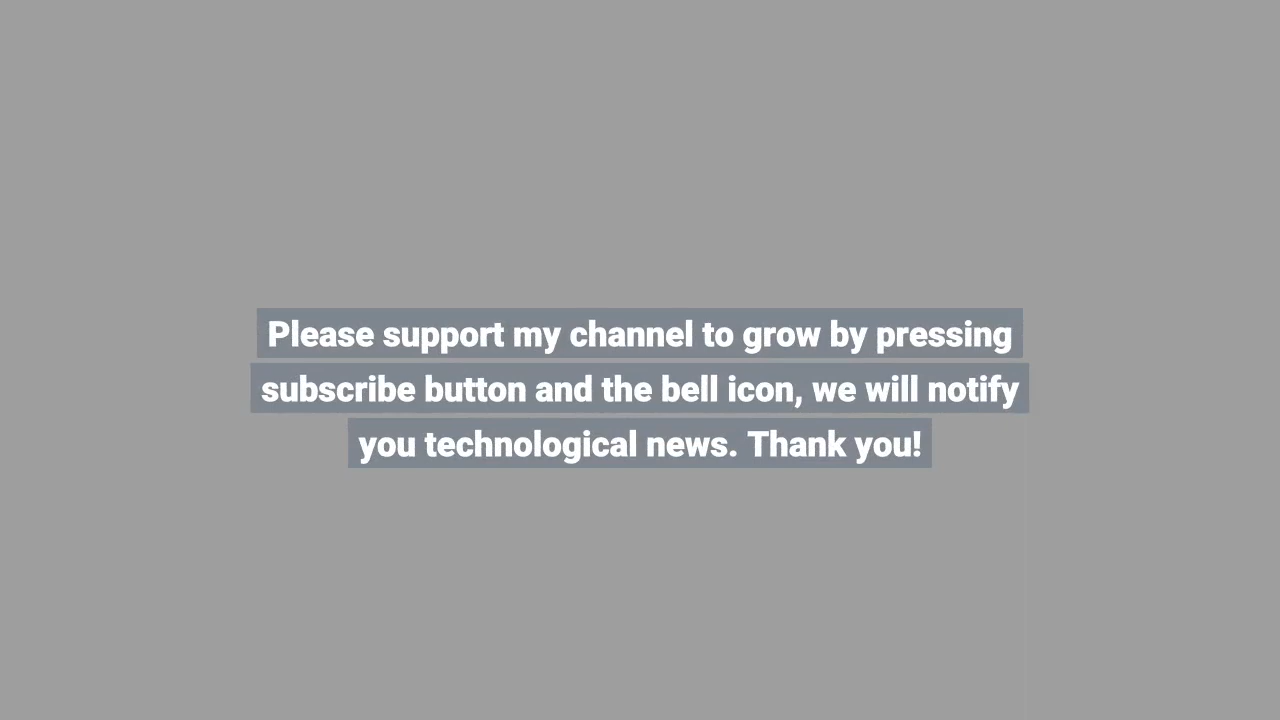 Please support my channel to grow by pressing
subscribe button and the bell icon, we will notify
you technological news. Thank you!